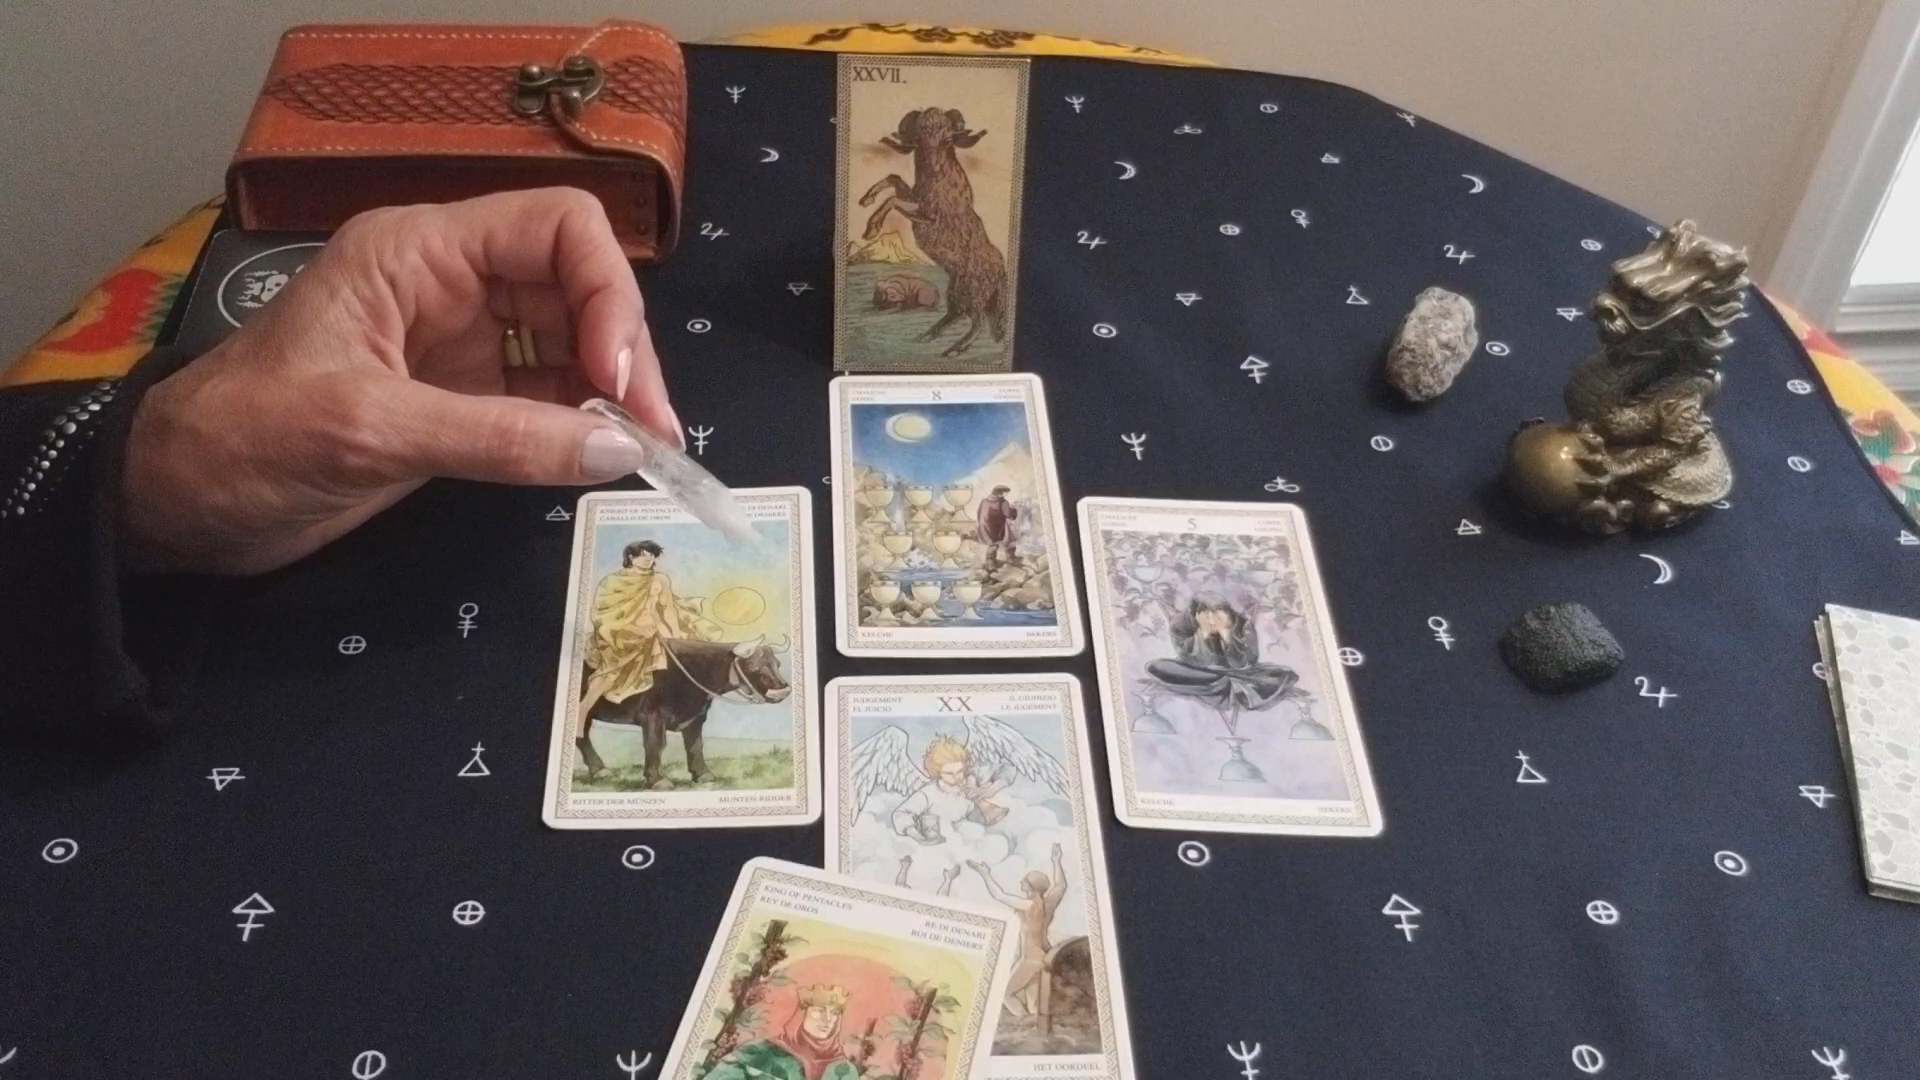 XXVII.
8
KELCHE
BEKERS
KNIGHT OF PENTACLES
CABALLO DE OROS
DI DENARI
RITTER DER MÜNZEN
MUNTEN RIDDER
5
KELCHE
BEKERS
JUDGEMENT
EL JUICIO
XX
IL GIUDIZIO
LE JUGEMENT
HET OORDEEL
KING OF PENTACLES
REY DE OROS
RE DI DENARI
ROI DE DENIERS